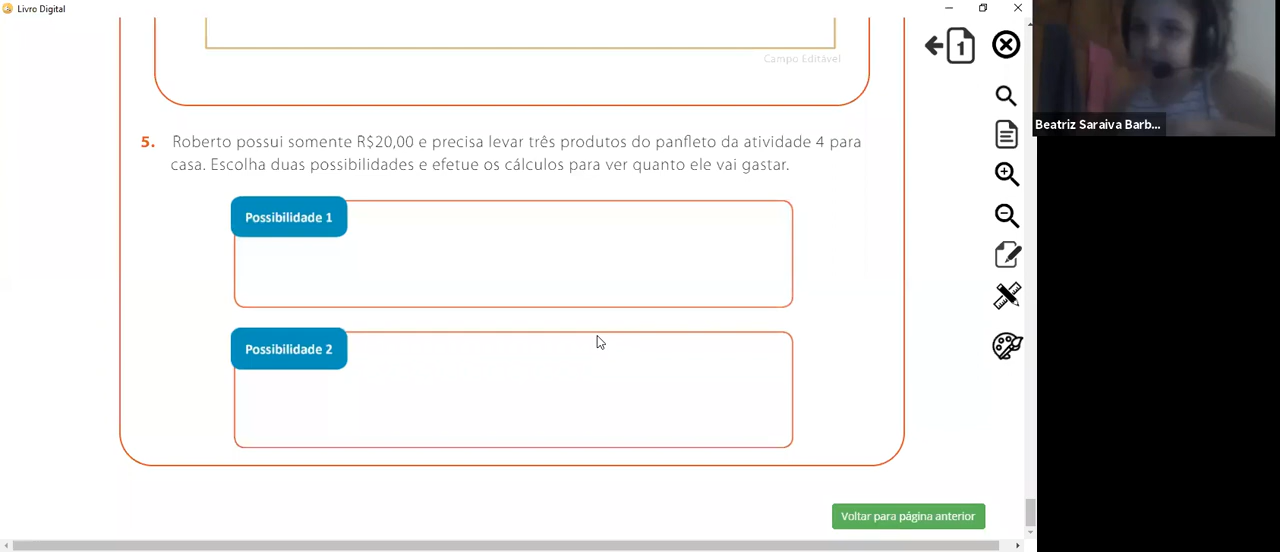 Livro Digital
Campo Editável
1
Beatriz Saraiva Barb...
5. Roberto possui somente R$20,00 e precisa levar três produtos do panfleto da atividade 4 para
casa. Escolha duas possibilidades e efetue os cálculos para ver quanto ele vai gastar.
Possibilidade 1
Possibilidade 2
Voltar para página anterior